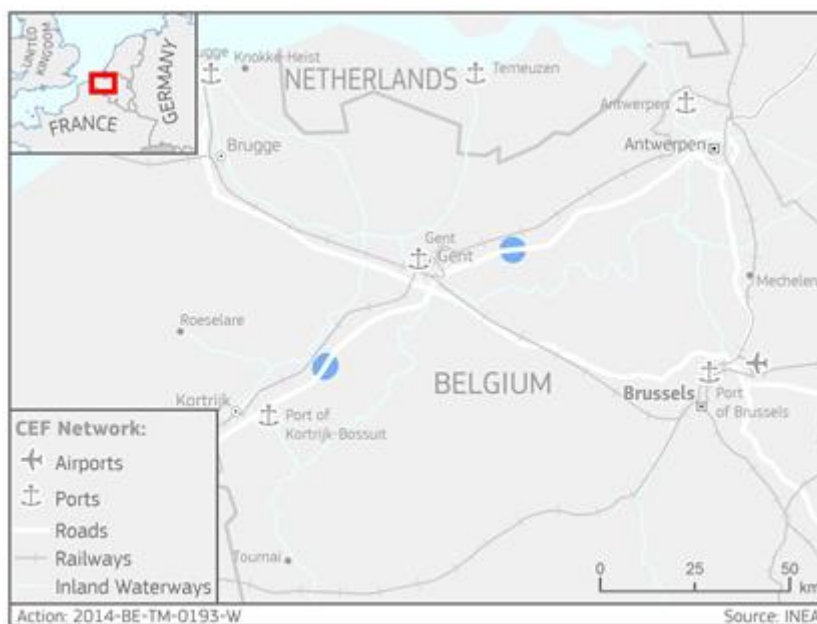 UNITED
KINGDOM
FRANCE
GERMANY
Knokke-Heist
NETHERLANDS
Terneuzen
Antwerpen
Brugge
Antwerpen
Gent
Gent
Mechelen
Roeselare
BELGIUM
Kortrijk
Port of
Kortrijk-Bossuit
Brussels
Port
of Brussels
CEF Network:
Airports
Ports
Roads
Railways
Inland Waterways
Tournai
0 25 50
km
Action: 2014-BE-TM-0193-W
Source: INEA